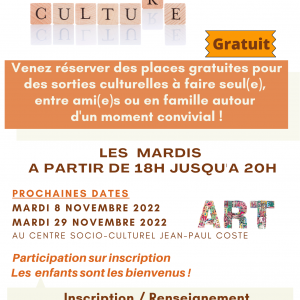 CULTURE
Gratuit
Venez réserver des places gratuites pour
des sorties culturelles à faire seul(e),
entre ami(e)s ou en famille autour
d'un moment convivial !
LES MARDIS
A PARTIR DE 18H JUSQU'A 20H
PROCHAINES DATES
MARDI 8 NOVEMBRE 2022
MARDI 29 NOVEMBRE 2022
ART
AU CENTRE SOCIO-CULTUREL JEAN-PAUL COSTE
Participation sur inscription
Les enfants sont les bienvenus !
Inscription / Renseignement